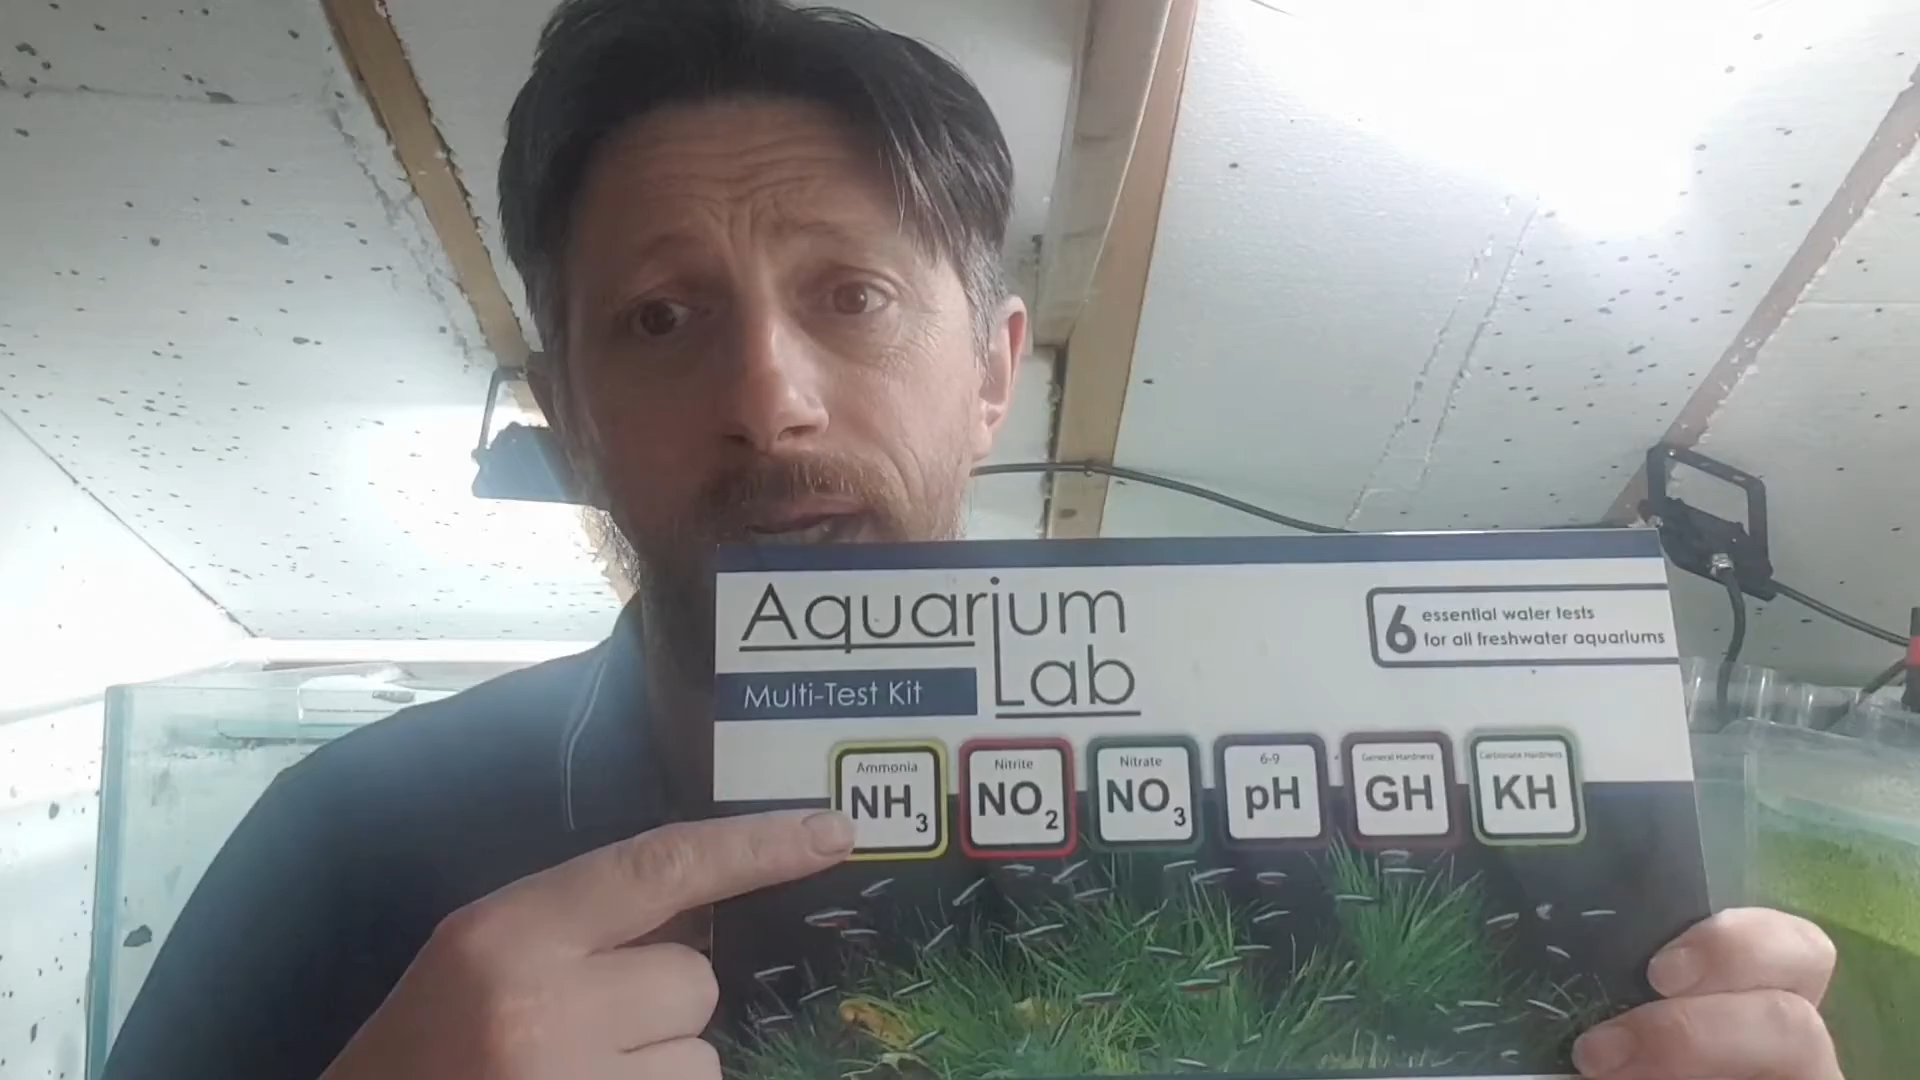 Aquarium
Lab
Multi-Test Kit
6 essential water tests
for all freshwater aquariums
Ammonia
NH3
Nitrite
NO2
Nitrate
NO3
6-9
pH
General Hardness
GH
Carbonate Hardness
KH